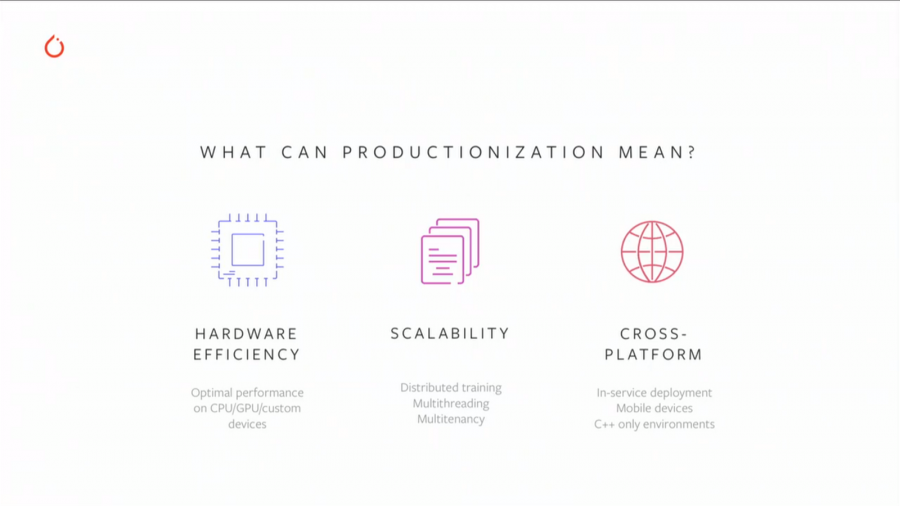 WHAT CAN PRODUCTIONIZATION MEAN?
HARDWARE
EFFICIENCY
Optimal performance
on CPU/GPU/custom
devices
SCALABILITY
Distributed training
Multithreading
Multitenancy
CROSS-
PLATFORM
In-service deployment
Mobile devices
C++ only environments